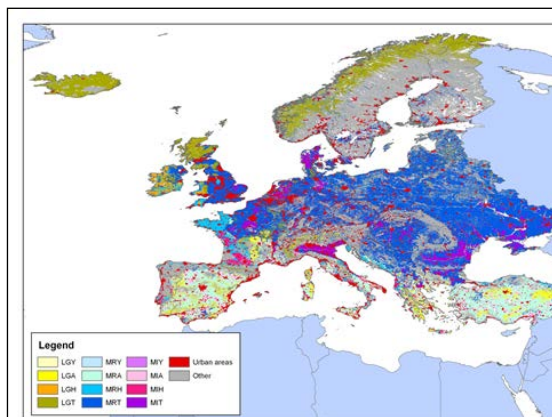 Legend
LGY MRY MIY Urban areas
LGA MRA MIA Other
LGH MRH MIH
LGT MRT MIT